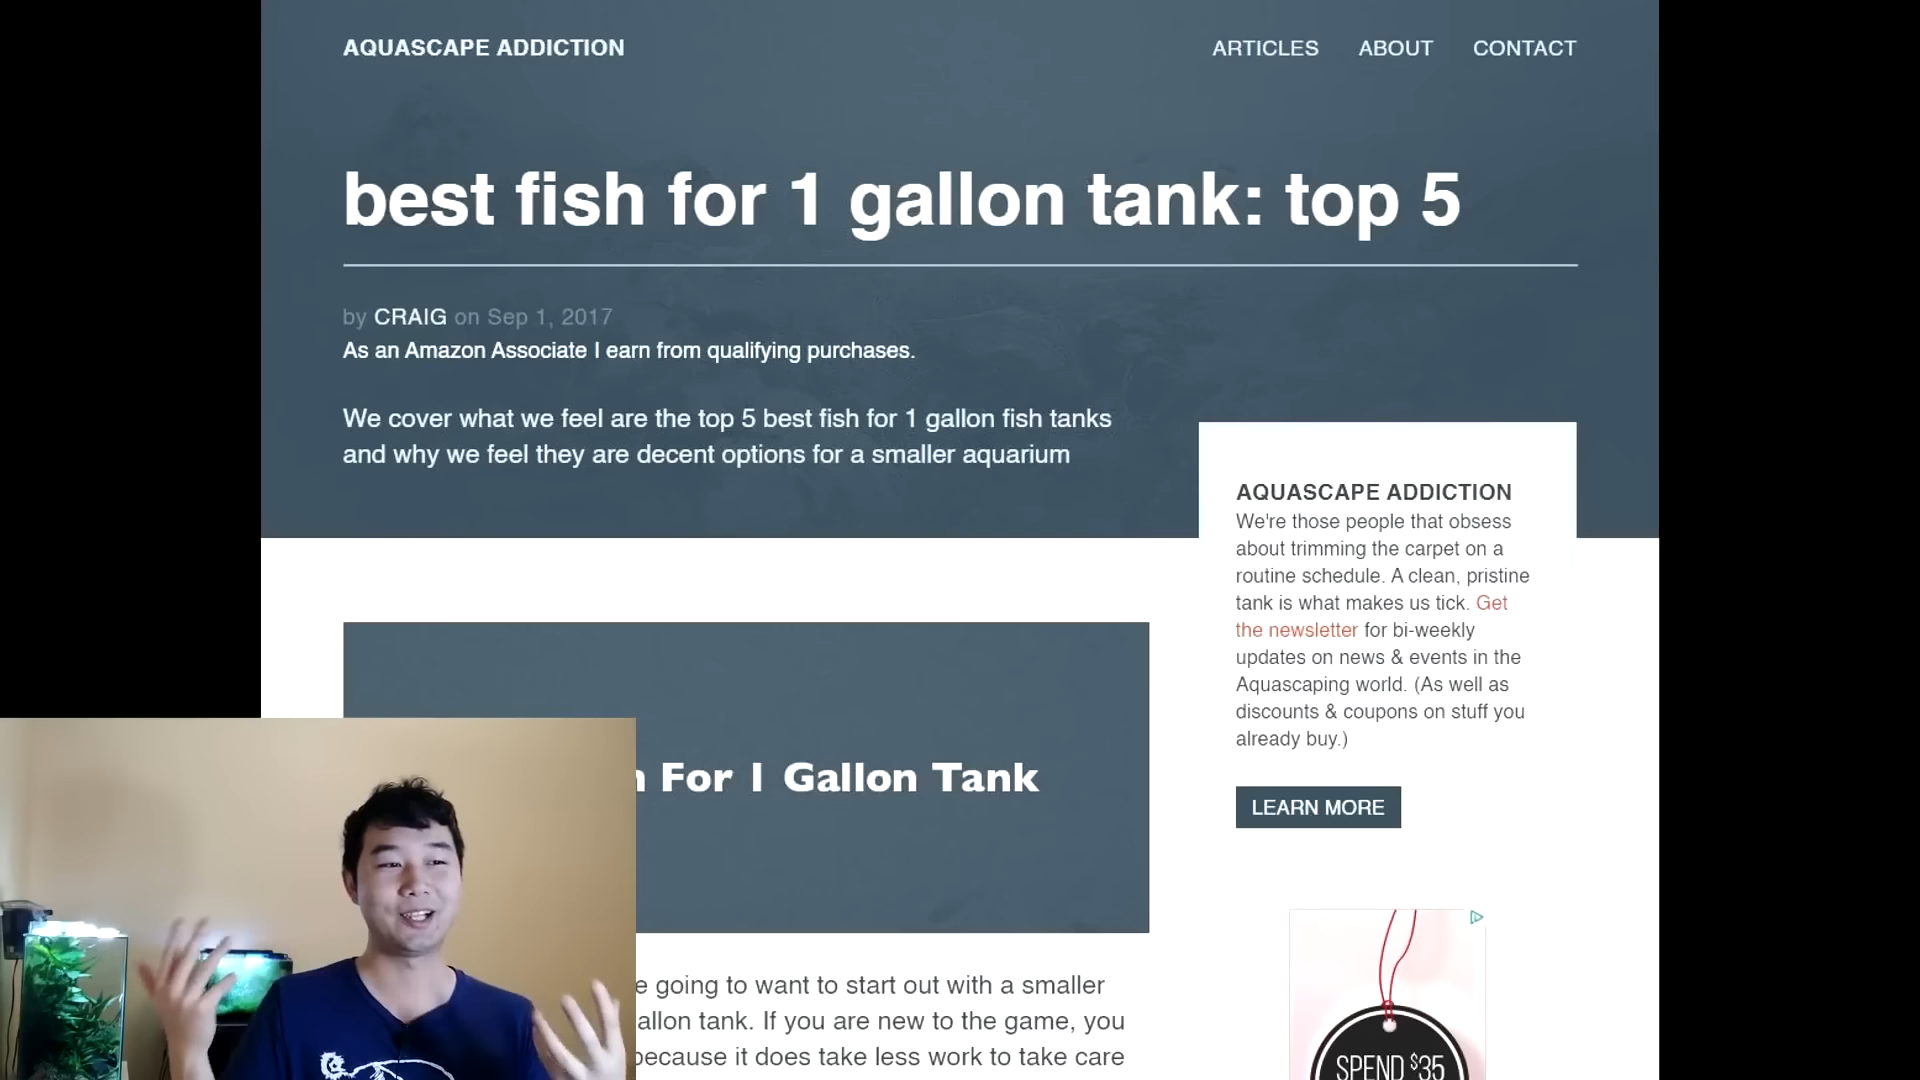 AQUASCAPE ADDICTION
ARTICLES ABOUT CONTACT
best fish for 1 gallon tank: top 5
by CRAIG on Sep 1, 2017
As an Amazon Associate I earn from qualifying purchases.
We cover what we feel are the top 5 best fish for 1 gallon fish tanks
and why we feel they are decent options for a smaller aquarium
AQUASCAPE ADDICTION
We're those people that obsess
about trimming the carpet on a
routine schedule. A clean, pristine
tank is what makes us tick. Get
the newsletter for bi-weekly
updates on news & events in the
Aquascaping world. (As well as
discounts & coupons on stuff you
already buy.)
LEARN MORE
For 1 Gallon Tank
going to want to start out with a smaller
tank. If you are new to the game, you
because it does take less work to take care
SPEND $35